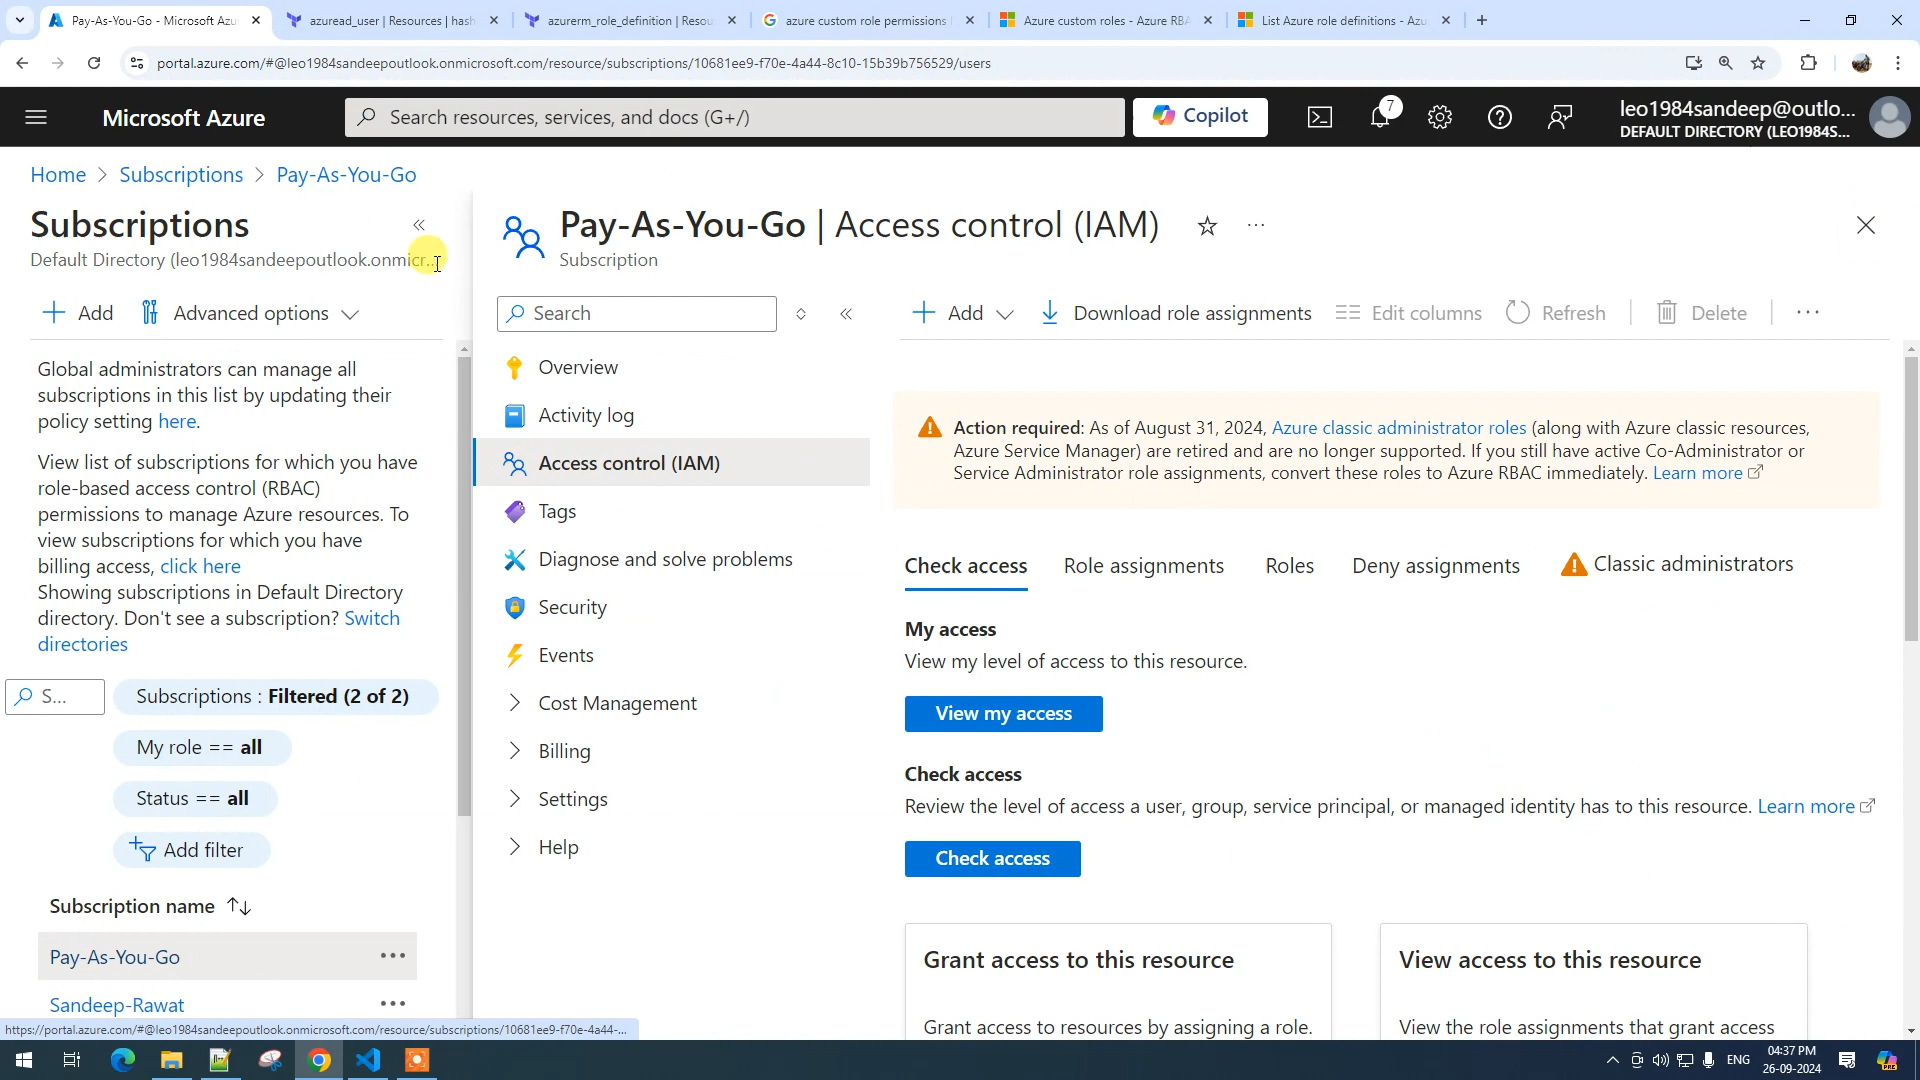 Pay-As-You-Go - Microsoft Azu
azuread_user | Resources | hash
azurerm_role_definition | Resou
azure custom role permissions
Azure custom roles - Azure RBA
List Azure role definitions - Azu
portal.azure.com/#@leo1984sandeepoutlook.onmicrosoft.com/resource/subscriptions/10681ee9-f70e-4a44-8c10-15b39b756529/users
Microsoft Azure
Search resources, services, and docs (G+/)
Copilot
7
leo1984sandeep@outlo...
DEFAULT DIRECTORY (LEO1984S...
Home > Subscriptions > Pay-As-You-Go
Subscriptions
Default Directory (leo1984sandeepoutlook.onmicr...
Add
Advanced options
Global administrators can manage all
subscriptions in this list by updating their
policy setting here.
View list of subscriptions for which you have
role-based access control (RBAC)
permissions to manage Azure resources. To
view subscriptions for which you have
billing access, click here
Showing subscriptions in Default Directory
directory. Don't see a subscription? Switch
directories
S...
Subscriptions : Filtered (2 of 2)
My role == all
Status == all
Add filter
Subscription name
Pay-As-You-Go
Sandeep-Rawat
Pay-As-You-Go | Access control (IAM)
Subscription
Search
Overview
Activity log
Access control (IAM)
Tags
Diagnose and solve problems
Security
Events
Cost Management
Billing
Settings
Help
Add
Download role assignments
Edit columns
Refresh
Delete
Action required: As of August 31, 2024, Azure classic administrator roles (along with Azure classic resources,
Azure Service Manager) are retired and are no longer supported. If you still have active Co-Administrator or
Service Administrator role assignments, convert these roles to Azure RBAC immediately. Learn more
Check access
Role assignments
Roles
Deny assignments
Classic administrators
My access
View my level of access to this resource.
View my access
Check access
Review the level of access a user, group, service principal, or managed identity has to this resource. Learn more
Check access
Grant access to this resource
Grant access to resources by assigning a role.
View access to this resource
View the role assignments that grant access
https://portal.azure.com/#@leo1984sandeepoutlook.onmicrosoft.com/resource/subscriptions/10681ee9-f70e-4a44-...
ENG
04:37 PM
26-09-2024